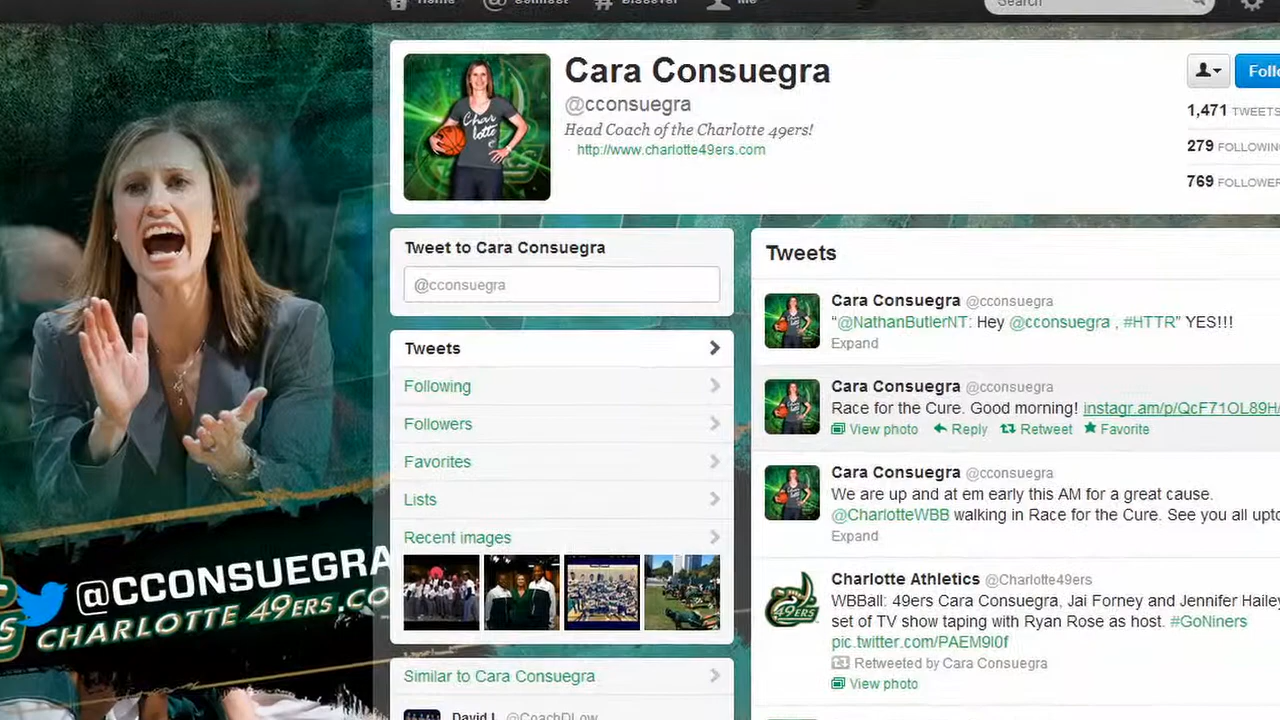 Home Connect Discover Me
Search
Cara Consuegra
@cconsuegra
Head Coach of the Charlotte 49ers!
http://www.charlotte49ers.com
1,471 TWEETS
279 FOLLOWING
769 FOLLOWER
Tweet to Cara Consuegra
@cconsuegra
Tweets
Following
Followers
Favorites
Lists
Recent images
Similar to Cara Consuegra
David L @CoachDLow
Tweets
Cara Consuegra @cconsuegra
“@NathanButlerNT: Hey @cconsuegra , #HTTR” YES!!!
Expand
Cara Consuegra @cconsuegra
Race for the Cure. Good morning! instagr.am/p/QcF71OL89H/
View photo Reply Retweet Favorite
Cara Consuegra @cconsuegra
We are up and at em early this AM for a great cause.
@CharlotteWBB walking in Race for the Cure. See you all
Expand
Charlotte Athletics @Charlotte49ers
WBBall: 49ers Cara Consuegra, Jai Forney and Jennifer Hailey
set of TV show taping with Ryan Rose as host. #GoNiners
pic.twitter.com/PAEM9I0f
Retweeted by Cara Consuegra
View photo
@CCONSUEGRA
CHARLOTTE 49ERS.CO
Charlotte
49ERS